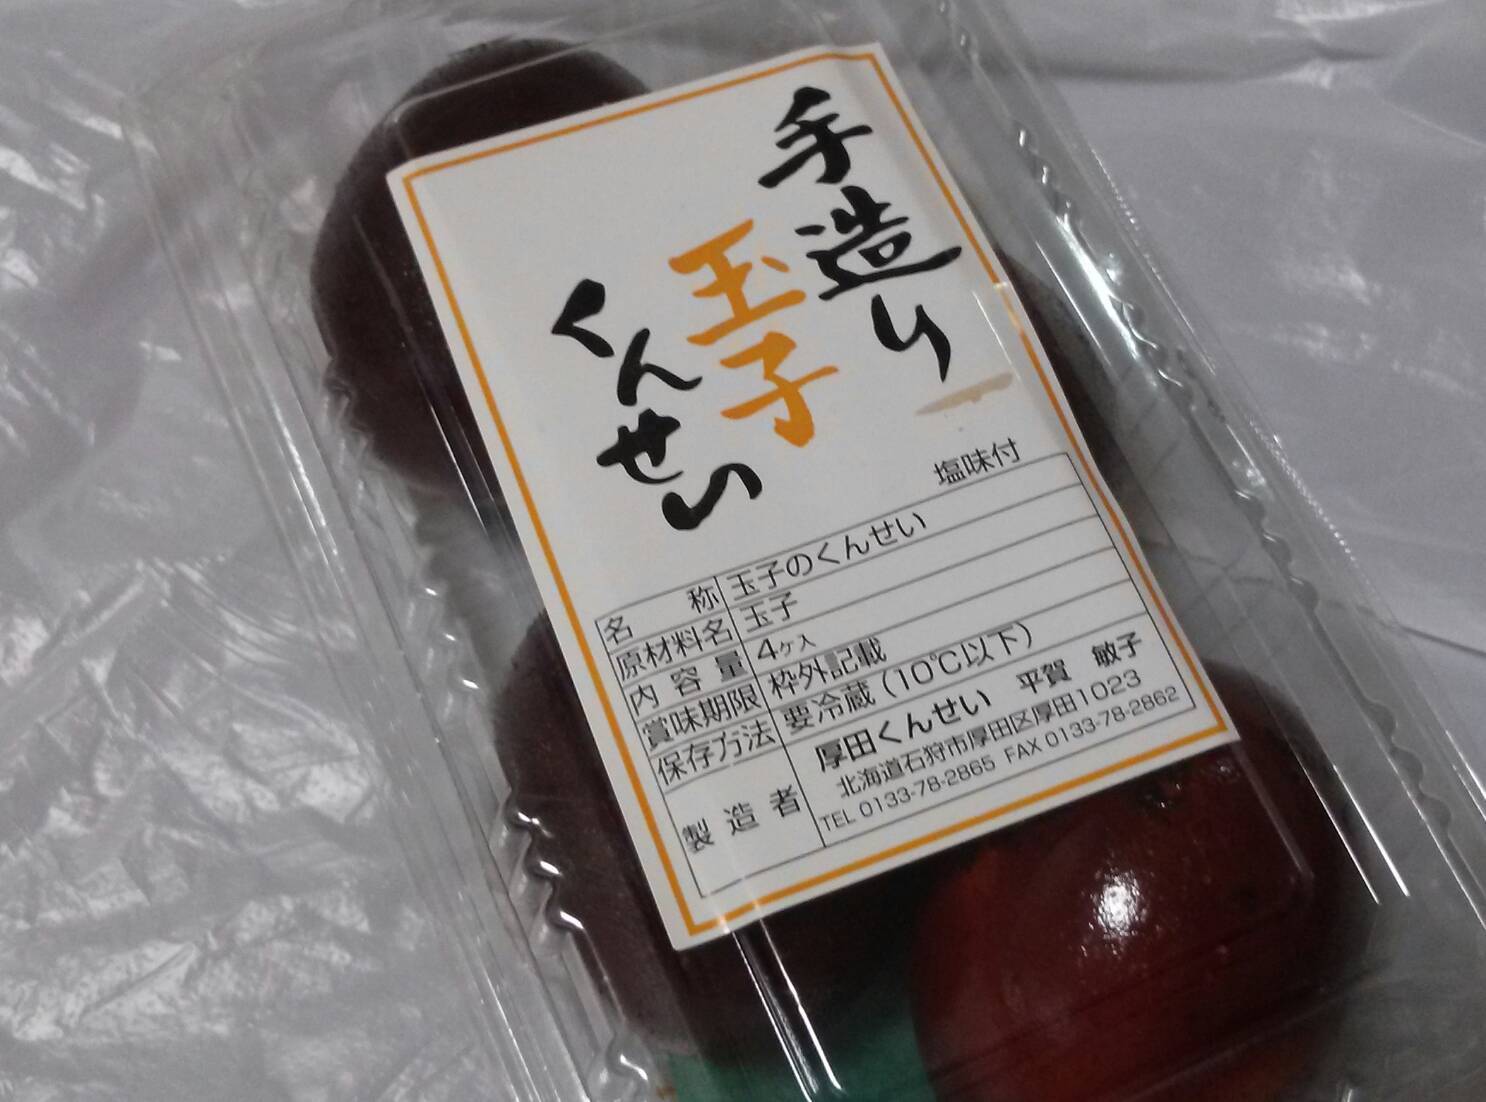 手造り
玉子
くんせい
塩味付
名称 玉子のくんせい
原材料名 玉子
内容量 4ヶ入
賞味期限 枠外記載
保存方法 要冷蔵(10℃以下)
製造者 厚田くんせい 平賀 敏子
北海道石狩市厚田区厚田1023
TEL 0133-78-2865 FAX 0133-78-2862